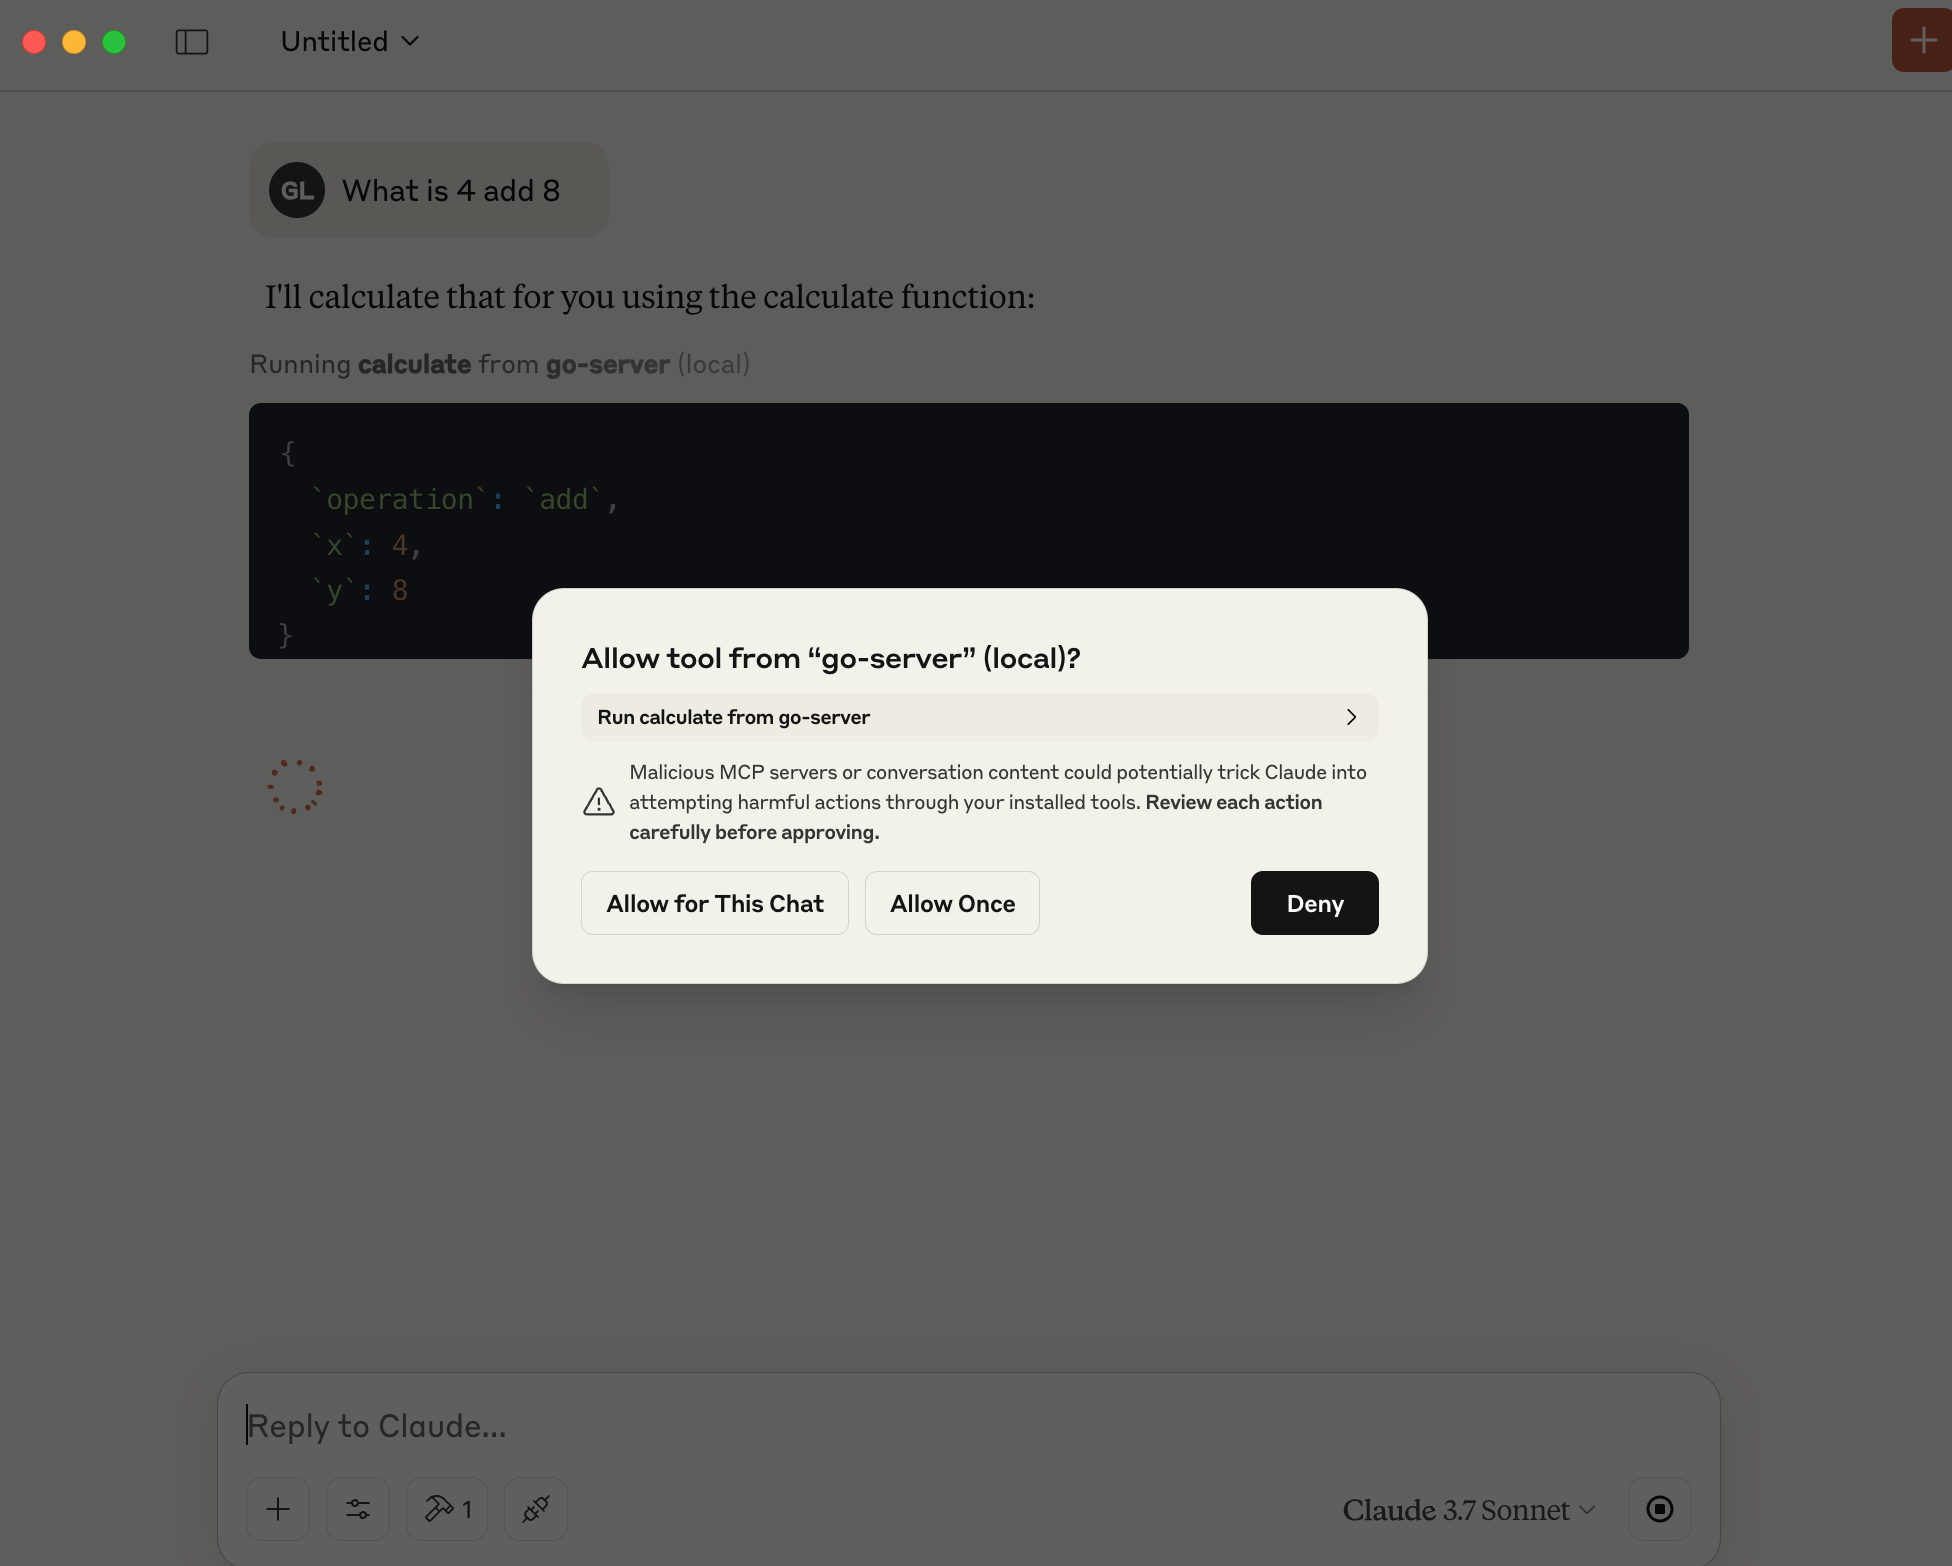 Untitled
GL What is 4 add 8
I'll calculate that for you using the calculate function:
Running calculate from go-server (local)
{
`operation`: `add`,
`x`: 4,
`y`: 8
}
Allow tool from “go-server” (local)?
Run calculate from go-server
Malicious MCP servers or conversation content could potentially trick Claude into
attempting harmful actions through your installed tools. Review each action
carefully before approving.
Allow for This Chat Allow Once Deny
Reply to Claude...
1 Claude 3.7 Sonnet